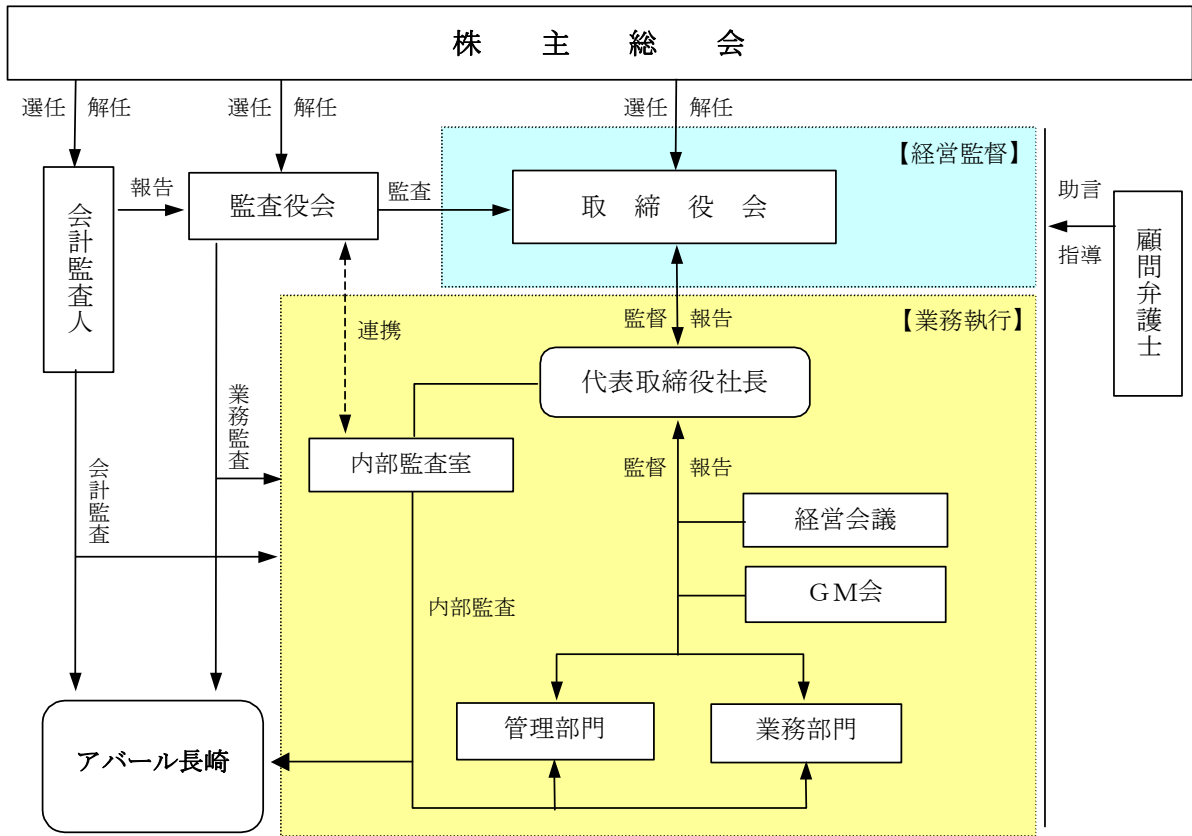 株　主　総　会
選任 解任
選任 解任
選任 解任
【経営監督】
会計監査人
報告
監査役会
監査
取　締　役　会
助言
指導
顧問弁護士
【業務執行】
監督 報告
連携
代表取締役社長
業務監査
内部監査室
監督 報告
会計監査
経営会議
ＧＭ会
内部監査
管理部門
業務部門
アバール長崎